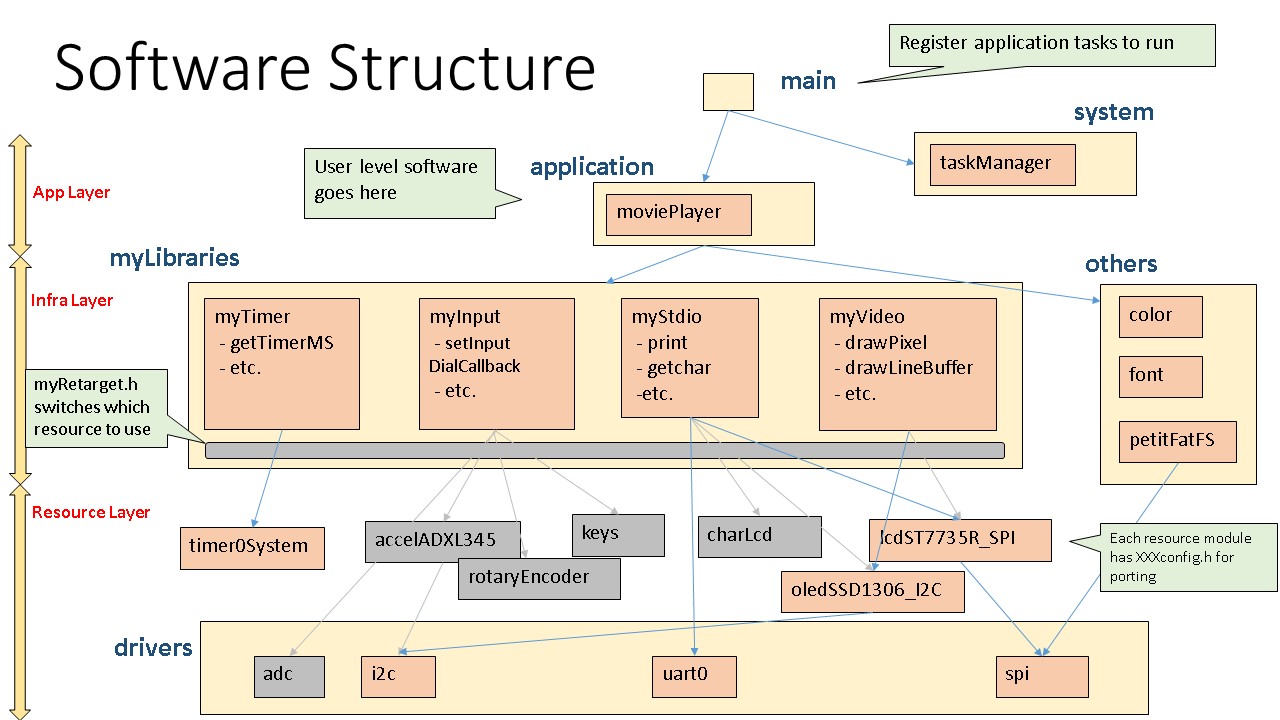 Software Structure
Register application tasks to run
main
system
taskManager
User level software
goes here
application
moviePlayer
App Layer
myLibraries
others
Infra Layer
myTimer
- getTimerMS
- etc.
myInput
- setInput
DialCallback
- etc.
myStdio
- print
- getchar
-etc.
myVideo
- drawPixel
- drawLineBuffer
- etc.
color
font
petitFatFS
myRetarget.h
switches which
resource to use
Resource Layer
timer0System
accelADXL345
rotaryEncoder
keys
charLcd
lcdST7735R_SPI
oledSSD1306_I2C
Each resource module
has XXXconfig.h for
porting
drivers
adc
i2c
uart0
spi